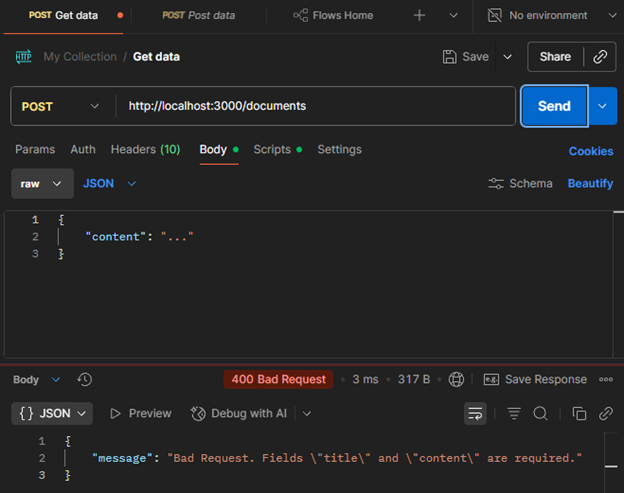 POST Get data POST Post data Flows Home No environment
HTTP My Collection / Get data Save Share
POST http://localhost:3000/documents Send
Params Auth Headers (10) Body Scripts Settings Cookies
raw JSON Schema Beautify
1 {
2 "content": "..."
3 }
Body 400 Bad Request • 3 ms • 317 B • e.g. Save Response
{} JSON Preview Debug with AI
1 {
2 "message": "Bad Request. Fields \"title\" and \"content\" are required."
3 }